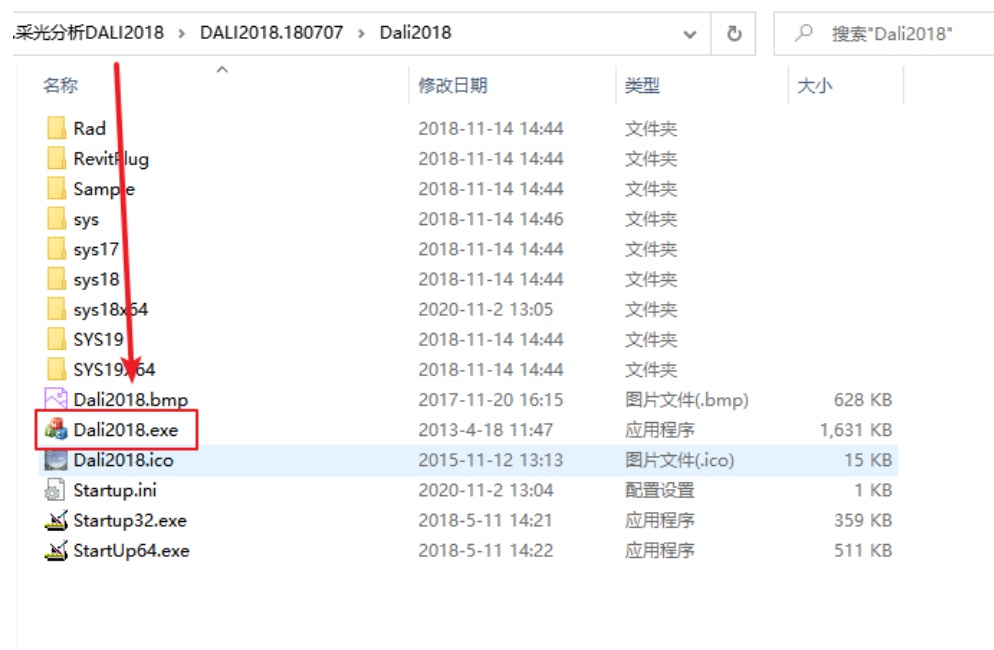 .采光分析DALI2018 › DALI2018.180707 › Dali2018 搜索"Dali2018"
名称 修改日期 类型 大小
Rad 2018-11-14 14:44 文件夹
RevitPlug 2018-11-14 14:44 文件夹
Sample 2018-11-14 14:44 文件夹
sys 2018-11-14 14:46 文件夹
sys17 2018-11-14 14:44 文件夹
sys18 2018-11-14 14:44 文件夹
sys18x64 2020-11-2 13:05 文件夹
SYS19 2018-11-14 14:44 文件夹
SYS19x64 2018-11-14 14:44 文件夹
Dali2018.bmp 2017-11-20 16:15 图片文件(.bmp) 628 KB
Dali2018.exe 2013-4-18 11:47 应用程序 1,631 KB
Dali2018.ico 2015-11-12 13:13 图片文件(.ico) 15 KB
Startup.ini 2020-11-2 13:04 配置设置 1 KB
Startup32.exe 2018-5-11 14:21 应用程序 359 KB
StartUp64.exe 2018-5-11 14:22 应用程序 511 KB